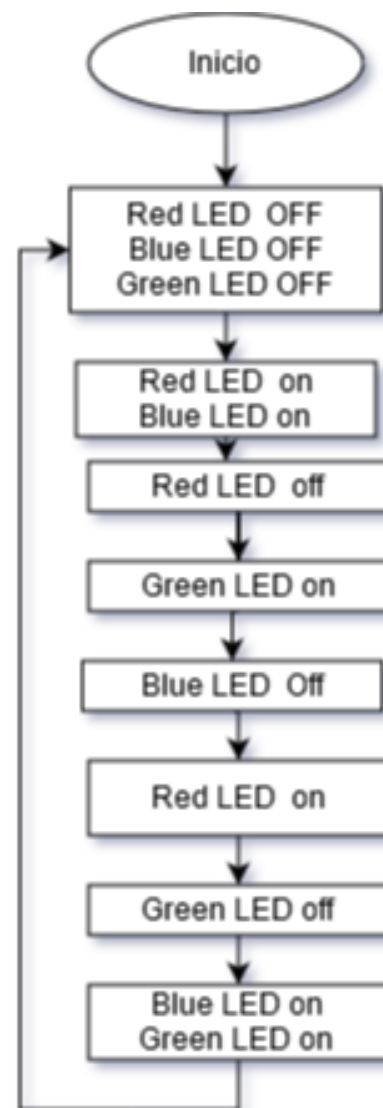 Inicio
Red LED OFF
Blue LED OFF
Green LED OFF
Red LED on
Blue LED on
Red LED off
Green LED on
Blue LED Off
Red LED on
Green LED off
Blue LED on
Green LED on